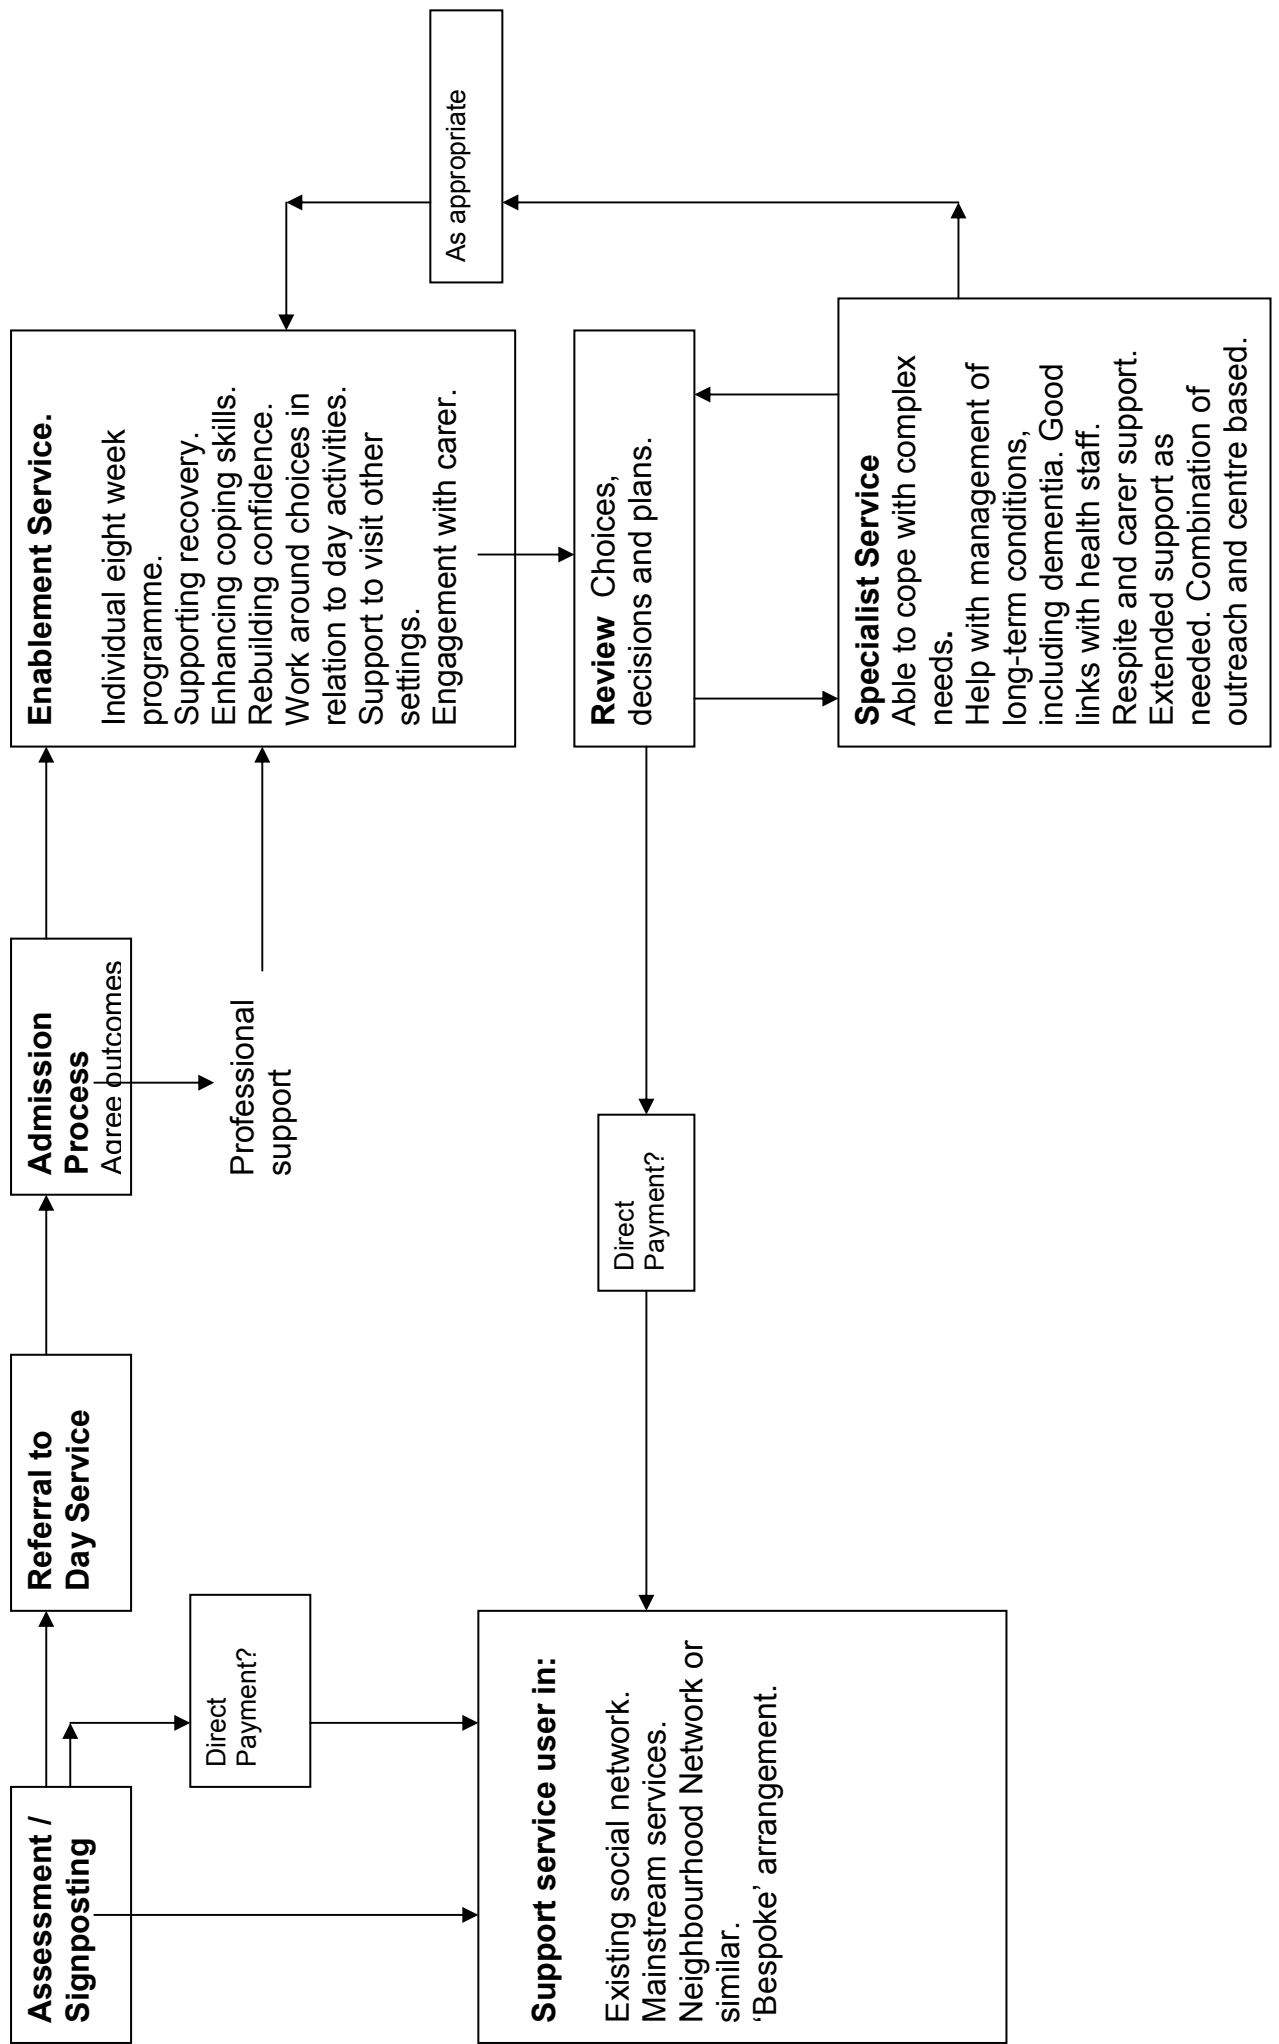 Assessment /
Signposting
Referral to
Day Service
Admission
Process
Agree outcomes
Enablement Service.
Individual eight week
programme.
Supporting recovery.
Enhancing coping skills.
Rebuilding confidence.
Work around choices in
relation to day activities.
Support to visit other
settings.
Engagement with carer.
Direct
Payment?
Professional
support
As appropriate
Support service user in:
Existing social network.
Mainstream services.
Neighbourhood Network or
similar.
‘Bespoke’ arrangement.
Direct
Payment?
Review Choices,
decisions and plans.
Specialist Service
Able to cope with complex
needs.
Help with management of
long-term conditions,
including dementia. Good
links with health staff.
Respite and carer support.
Extended support as
needed. Combination of
outreach and centre based.